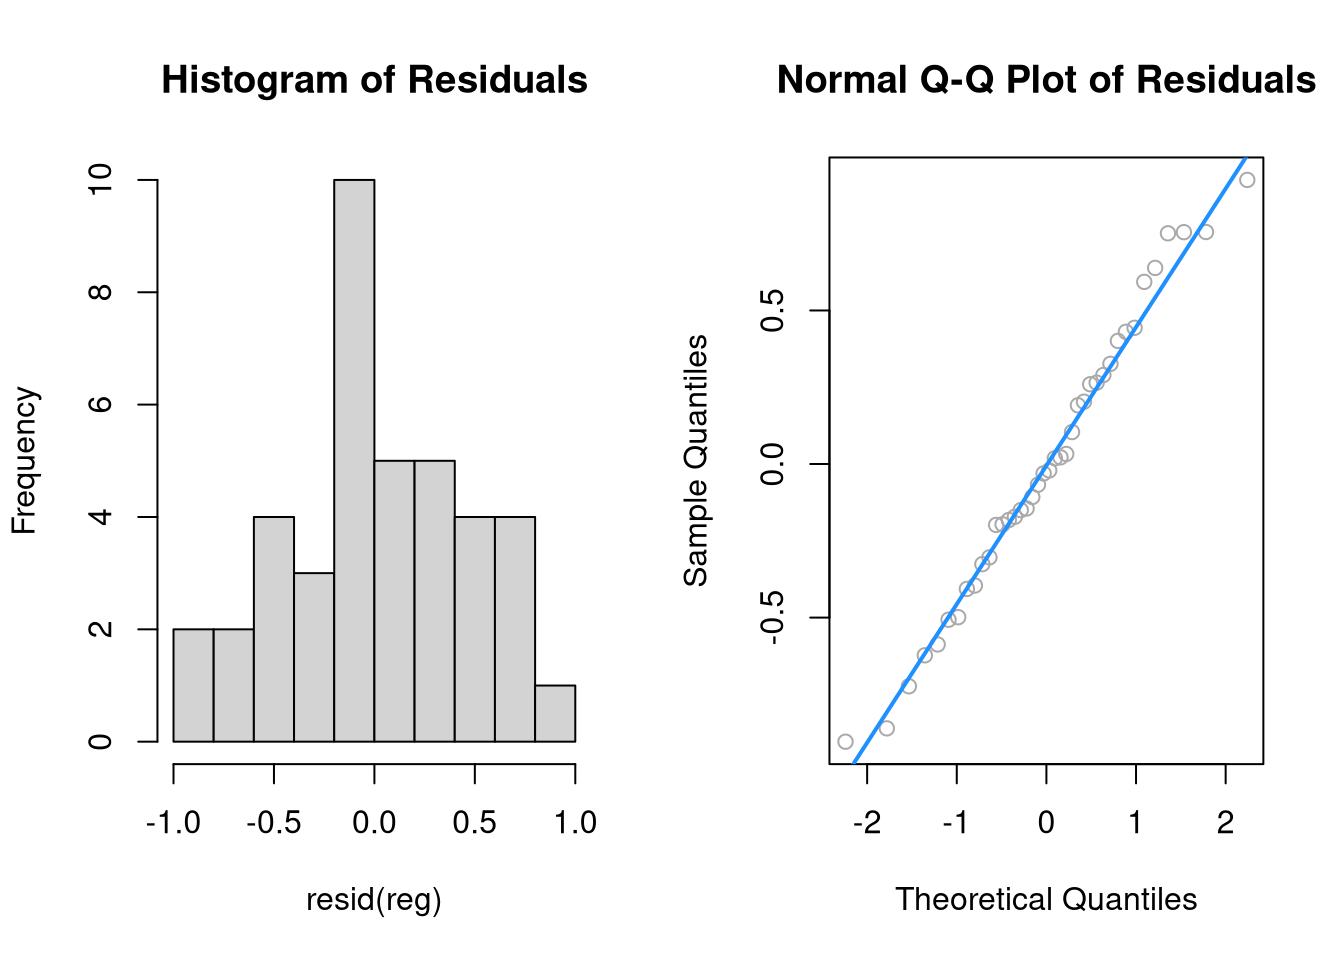 Histogram of Residuals
Frequency
0
2
4
6
8
10
-1.0 -0.5 0.0 0.5 1.0
resid(reg)
Normal Q-Q Plot of Residuals
Sample Quantiles
-0.5
0.0
0.5
-2 -1 0 1 2
Theoretical Quantiles